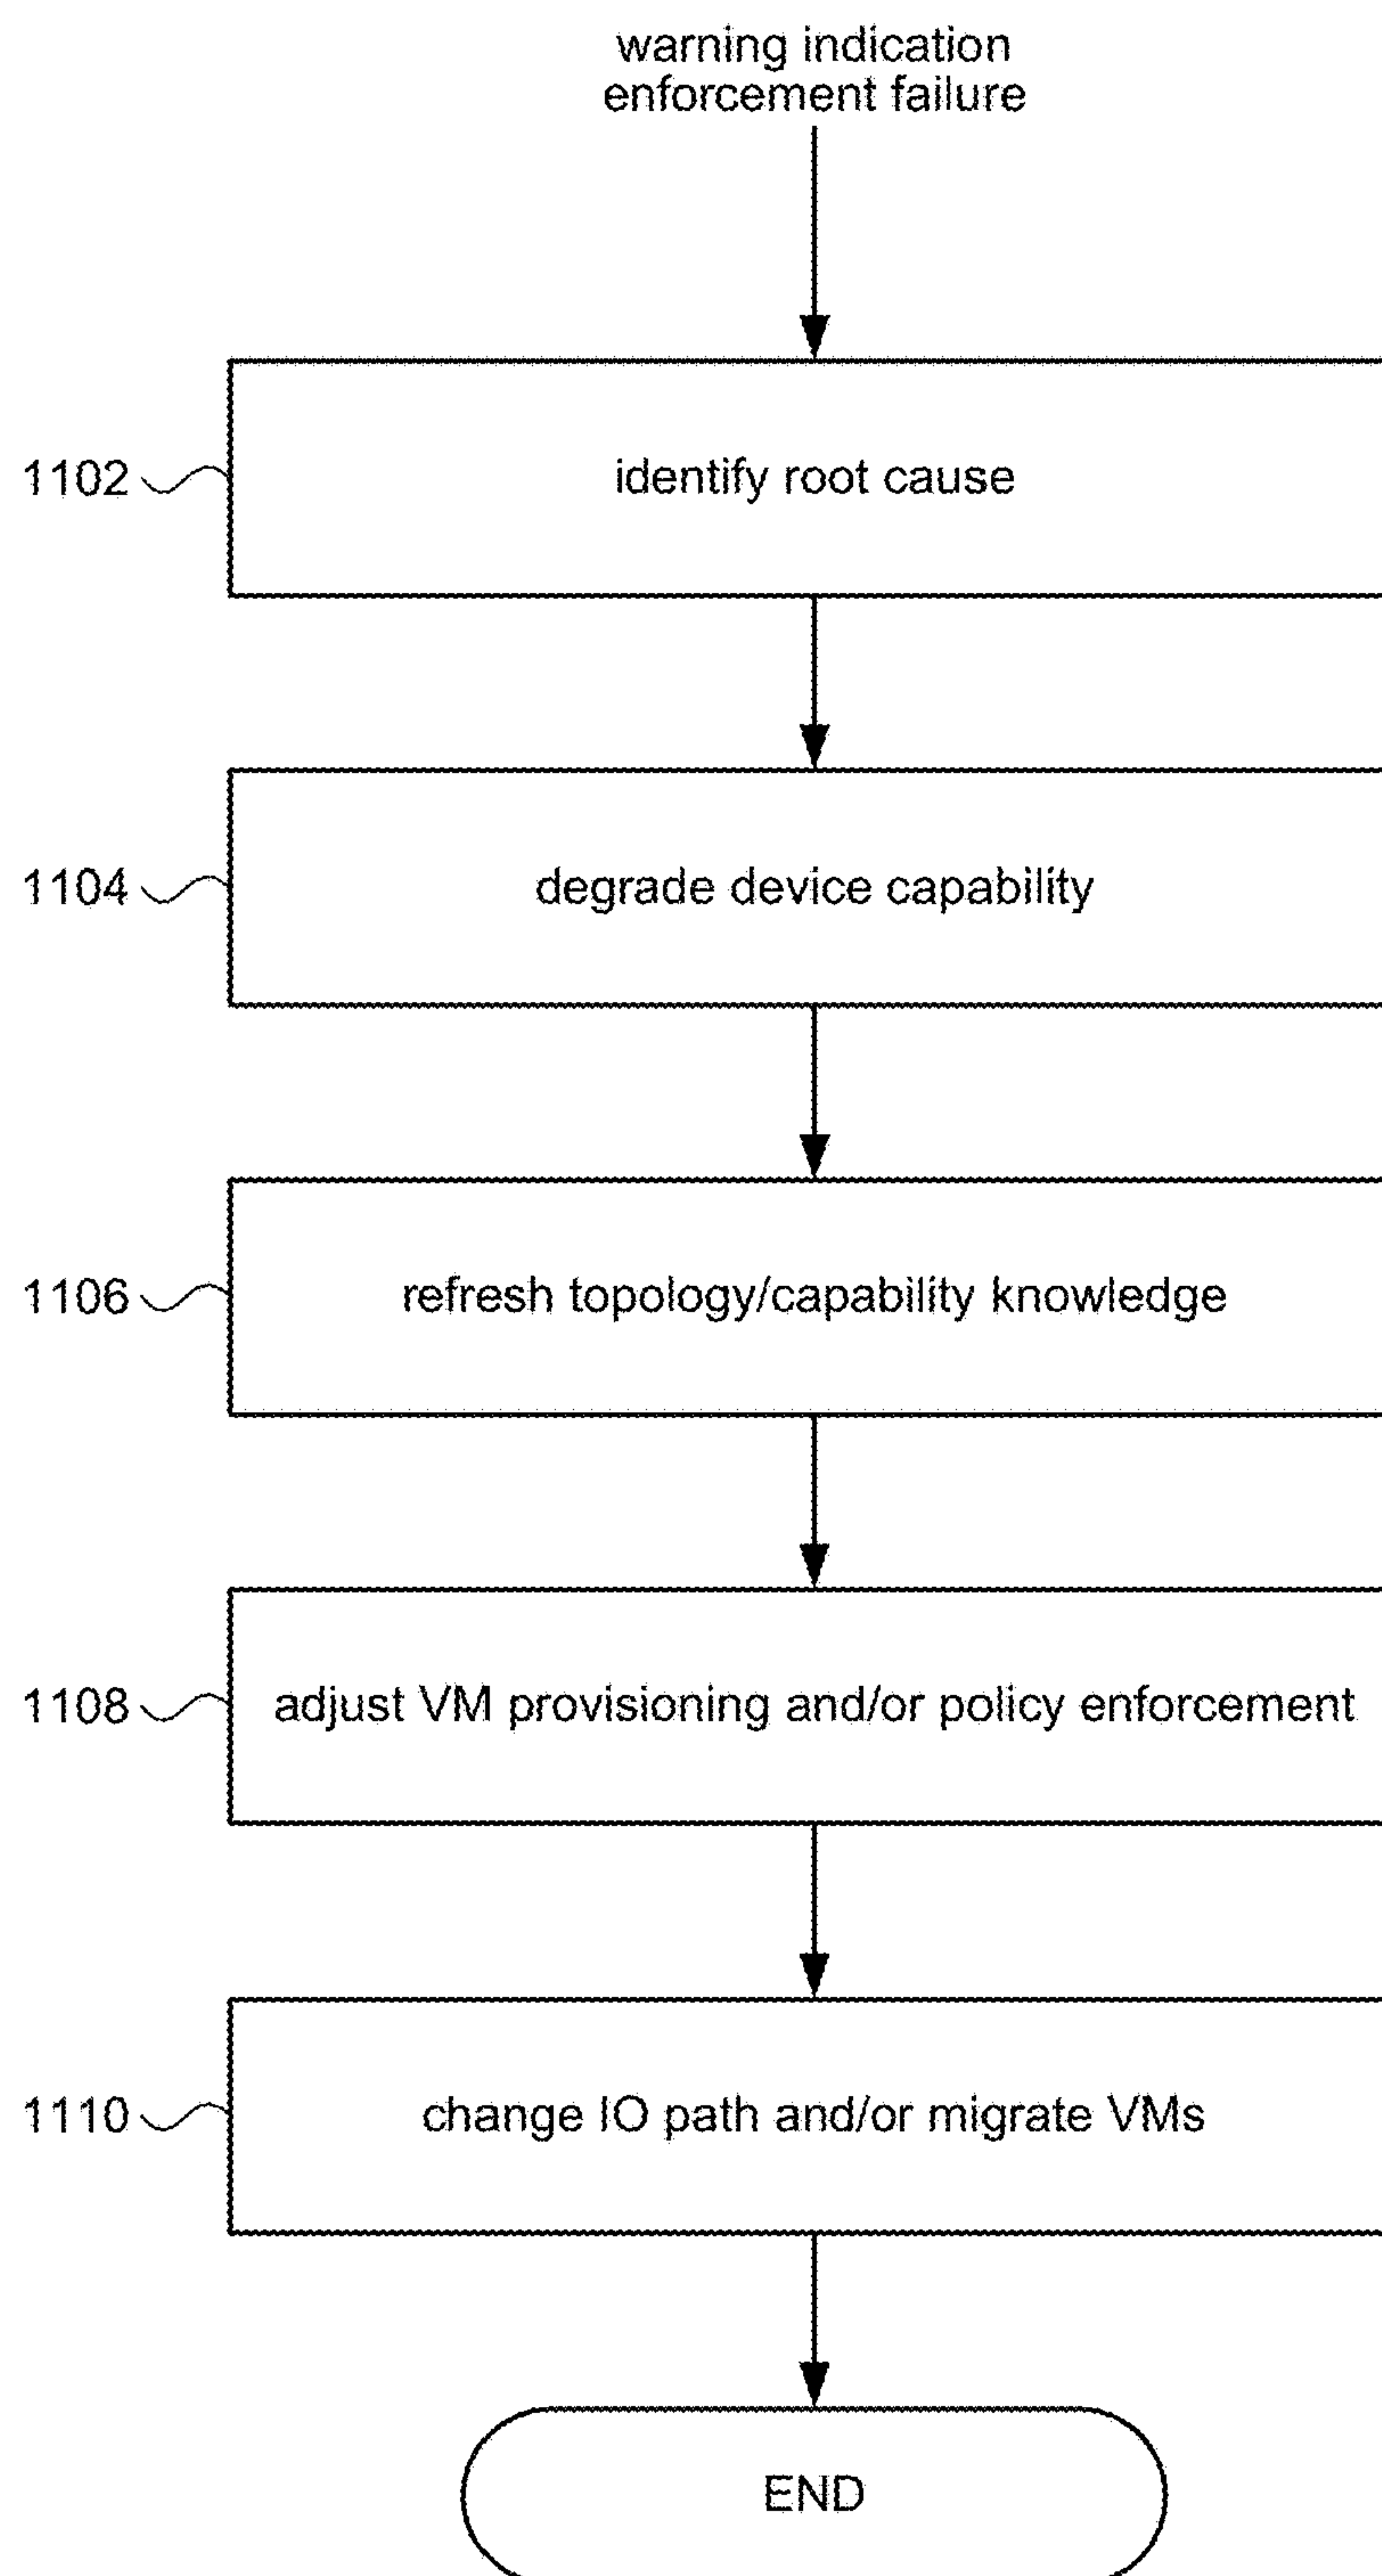 warning indication
enforcement failure
1102
identify root cause
1104
degrade device capability
1106
refresh topology/capability knowledge
1108
adjust VM provisioning and/or policy enforcement
1110
change IO path and/or migrate VMs
END